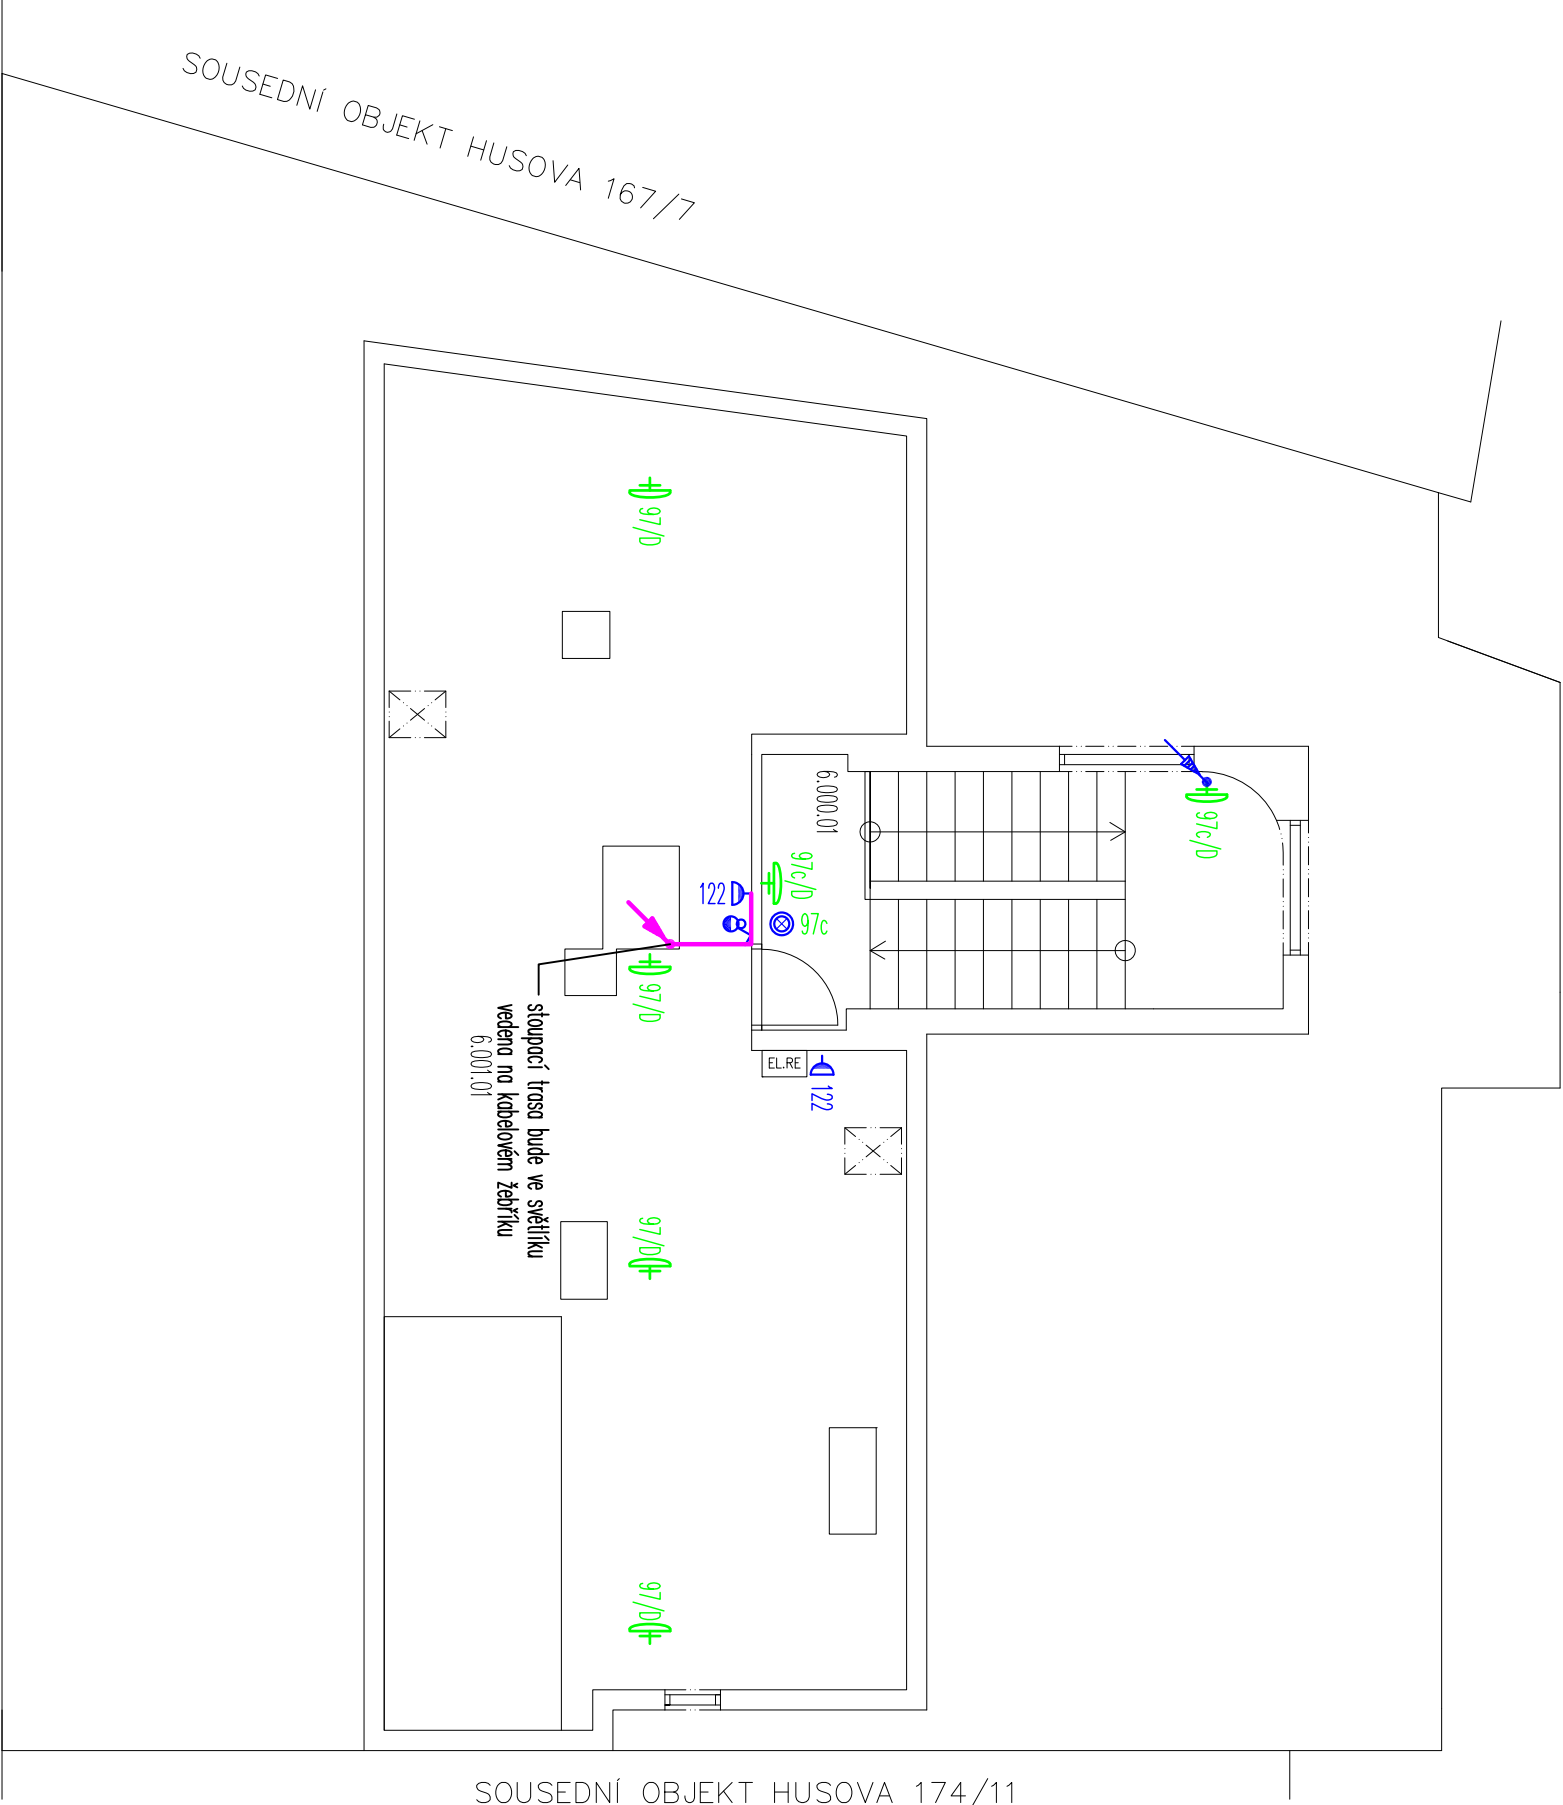 SOUSEDNÍ OBJEKT HUSOVA 167/7
97/D
6.000.01
97c/D
97c/D
122
97c
97/D
stoupací trasa bude ve světlíku
vedena na kabelovém žebříku
6.001.01
EL.RE
122
97/D
97/D
SOUSEDNÍ OBJEKT HUSOVA 174/11